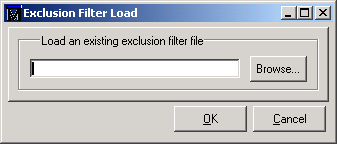 Exclusion Filter Load
Load an existing exclusion filter file
Browse...
OK
Cancel